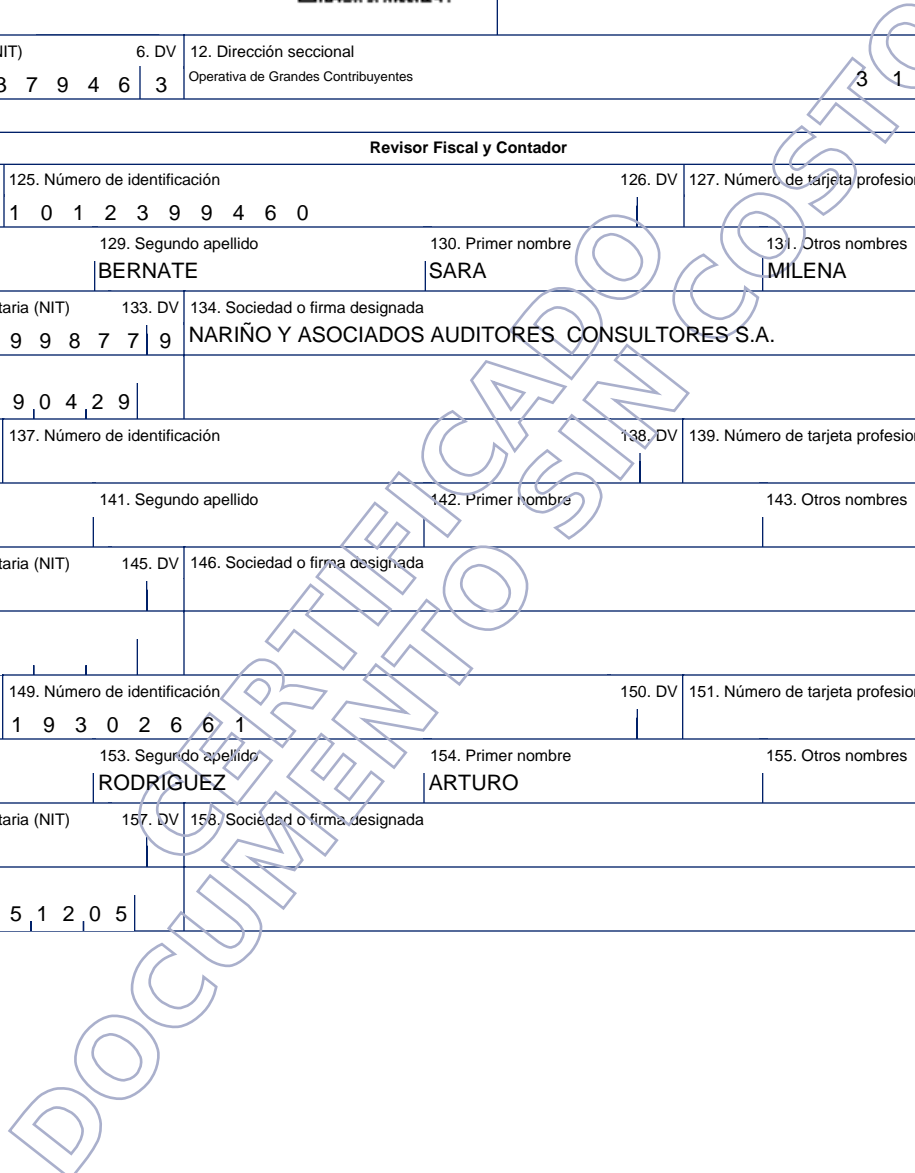 NIT) 6. DV 12. Dirección seccional
7 9 4 6 3 Operativa de Grandes Contribuyentes 3 1
Revisor Fiscal y Contador
125. Número de identificación 126. DV 127. Número de tarjeta profesion
1 0 1 2 3 9 9 4 6 0
129. Segundo apellido 130. Primer nombre 131. Otros nombres
BERNATE SARA MILENA
taria (NIT) 133. DV 134. Sociedad o firma designada
9 9 8 7 7 9 NARIÑO Y ASOCIADOS AUDITORES CONSULTORES S.A.
9 0 4 2 9
137. Número de identificación 138. DV 139. Número de tarjeta profesion
141. Segundo apellido 142. Primer nombre 143. Otros nombres
taria (NIT) 145. DV 146. Sociedad o firma designada
149. Número de identificación 150. DV 151. Número de tarjeta profesion
1 9 3 0 2 6 6 1
153. Segundo apellido 154. Primer nombre 155. Otros nombres
RODRIGUEZ ARTURO
taria (NIT) 157. DV 158. Sociedad o firma designada
5 1 2 0 5
CERTIFICADO
DOCUMENTO SIN COSTO